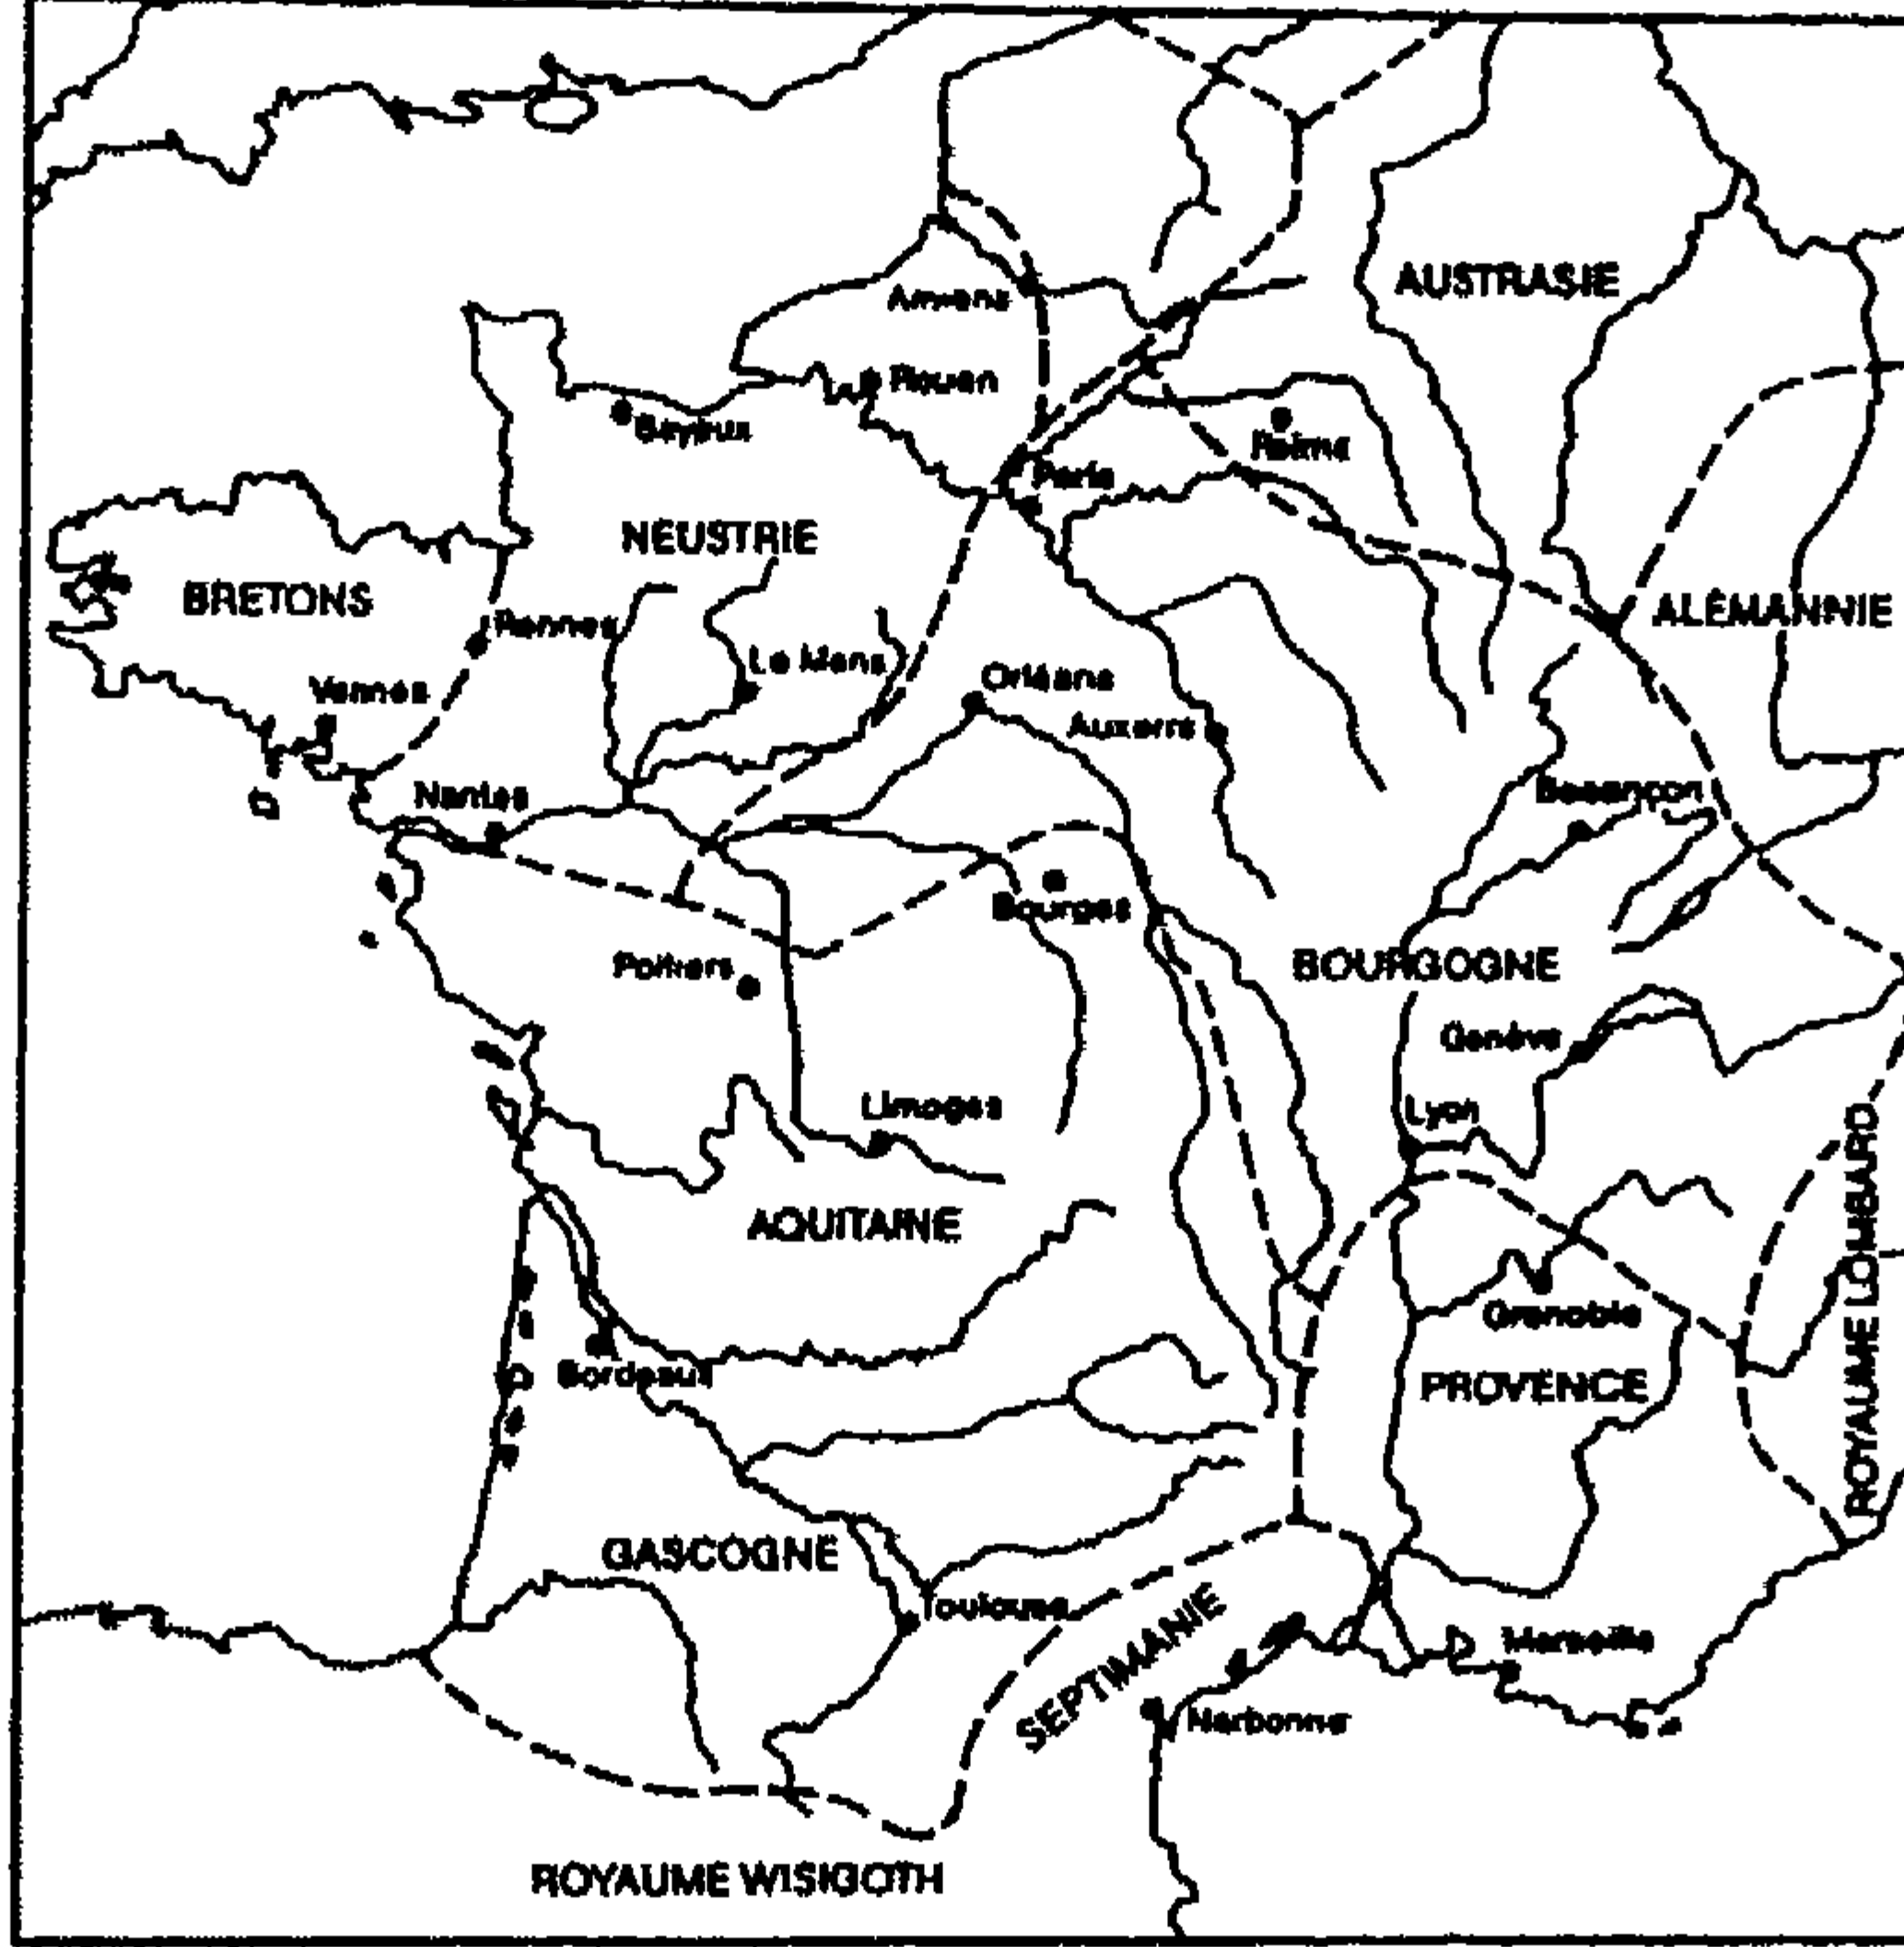 AUSTRASIE
Amiens
Rouen
Bayeux
Reims
Paris
NEUSTRIE
BRETONS
ALÉMANNIE
Rennes
Le Mans
Orléans
Vannes
Auxerre
Nantes
Besançon
Bourges
Poitiers
BOURGOGNE
Genève
Limoges
Lyon
AQUITAINE
ROYAUME LOMBARD
Grenoble
Bordeaux
PROVENCE
GASCOGNE
Toulouse
SEPTIMANIE
Marseille
Narbonne
ROYAUME WISIGOTH